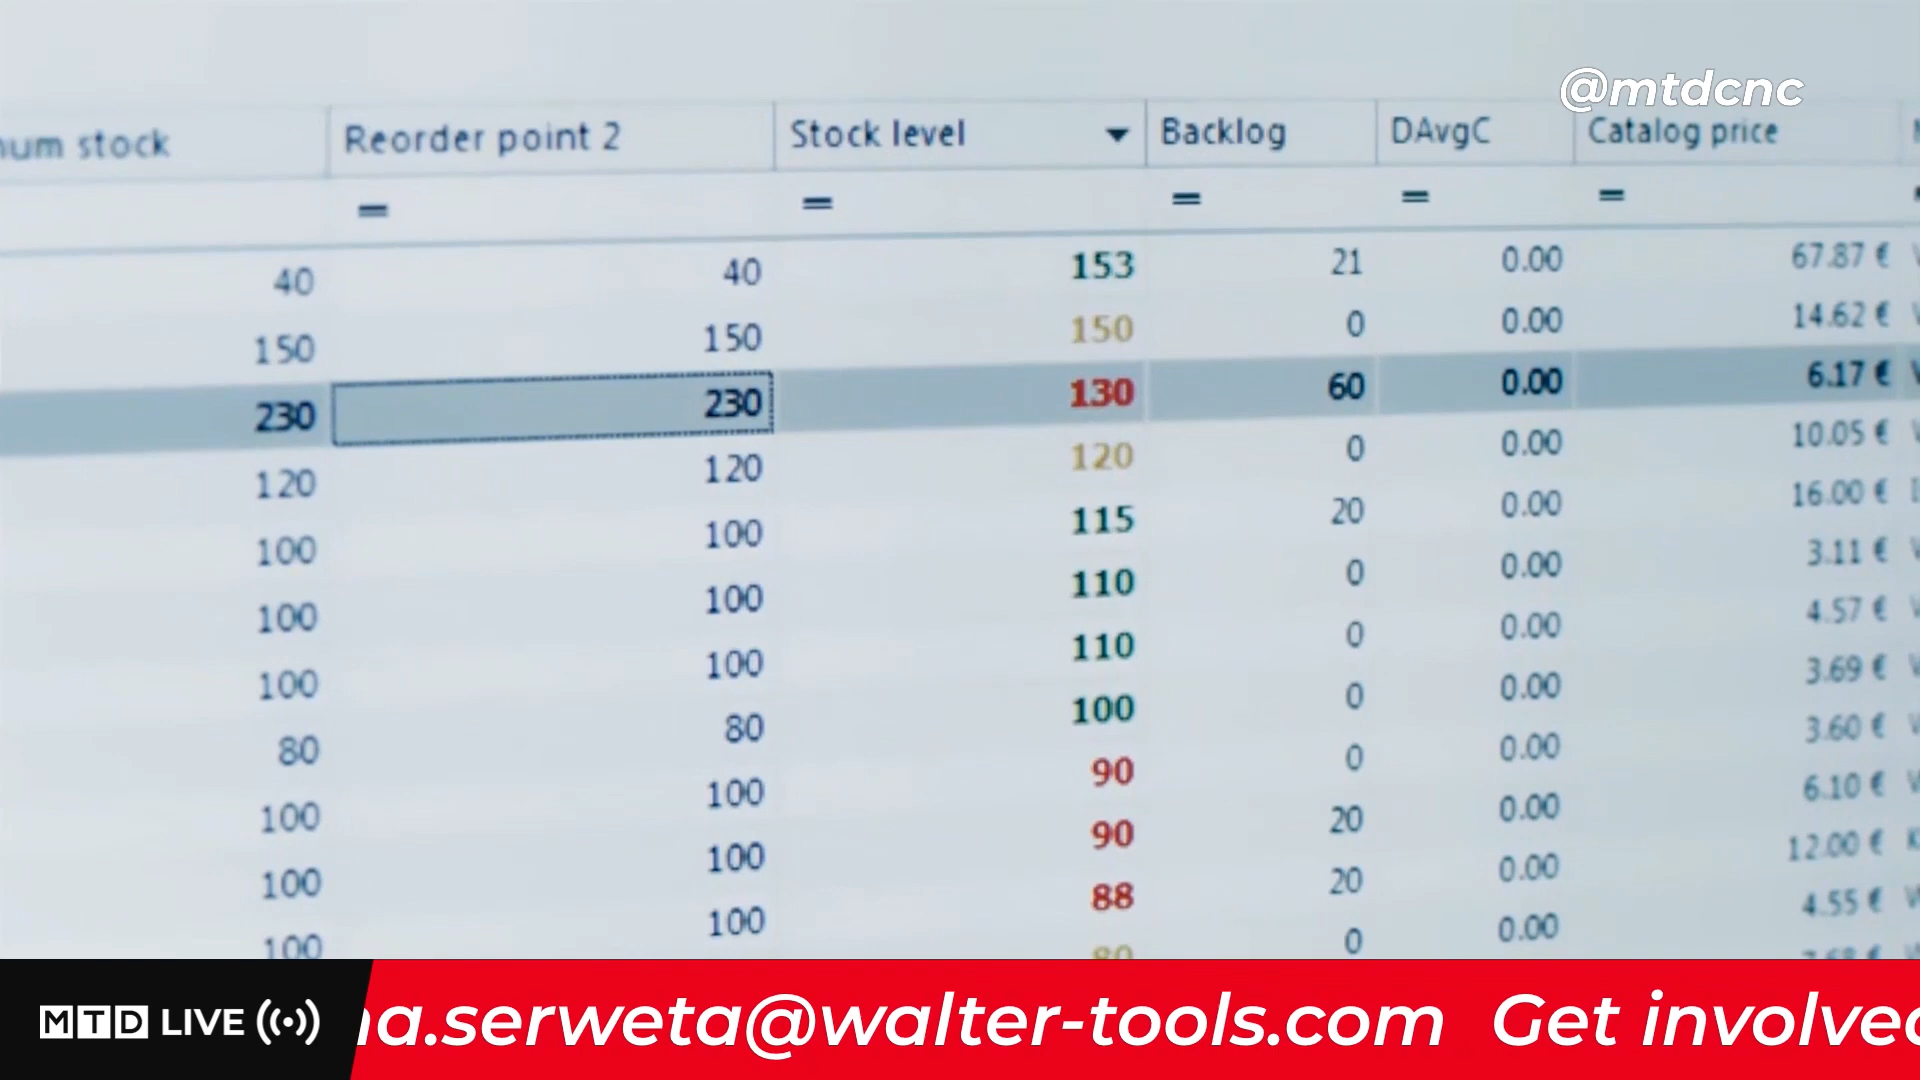 @mtdcnc
stock Reorder point 2 Stock level Backlog DAvgC Catalog price
= = = = =
40 40 153 21 0.00 67.87 €
150 150 150 0 0.00 14.62 €
230 230 130 60 0.00 6.17 €
120 120 120 0 0.00 10.05 €
100 100 115 20 0.00 16.00 €
100 100 110 0 0.00 3.11 €
100 100 110 0 0.00 4.57 €
80 80 100 0 0.00 3.69 €
100 100 90 0 0.00 3.60 €
100 100 90 20 0.00 6.10 €
100 100 88 20 0.00 12.00 €
0 0.00 4.55 €
MTD LIVE na.serweta@walter-tools.com Get involved